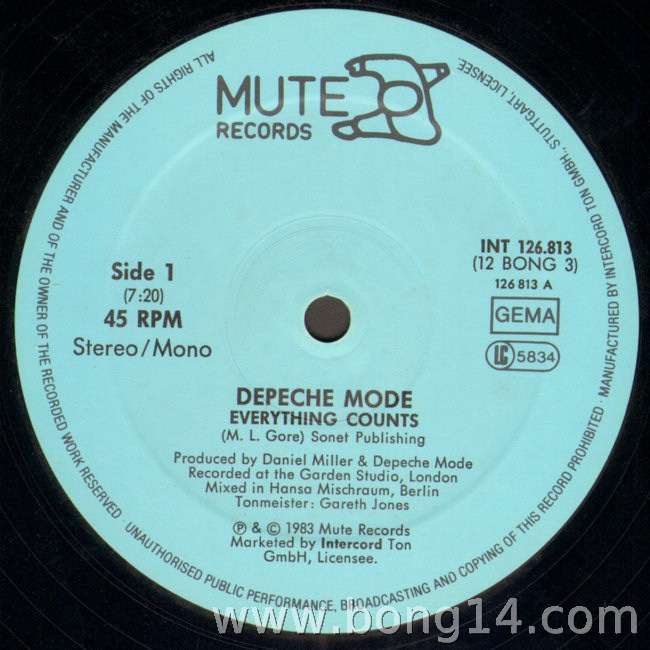 MUTE
RECORDS
ALL RIGHTS OF THE MANUFACTURER AND OF THE OWNER OF THE RECORDED WORK RESERVED · UNAUTHORISED PUBLIC PERFORMANCE, BROADCASTING AND COPYING OF THIS RECORD PROHIBITED · MANUFACTURED BY INTERCORD TON GMBH., STUTTGART, LICENSEE.
Side 1
(7:20)
45 RPM
Stereo/Mono
INT 126.813
(12 BONG 3)
126 813 A
GEMA
LC 5834
DEPECHE MODE
EVERYTHING COUNTS
(M. L. Gore) Sonet Publishing
Produced by Daniel Miller & Depeche Mode
Recorded at the Garden Studio, London
Mixed in Hansa Mischraum, Berlin
Tonmeister: Gareth Jones
℗ & © 1983 Mute Records
Marketed by Intercord Ton
GmbH, Licensee.
www.bong14.com